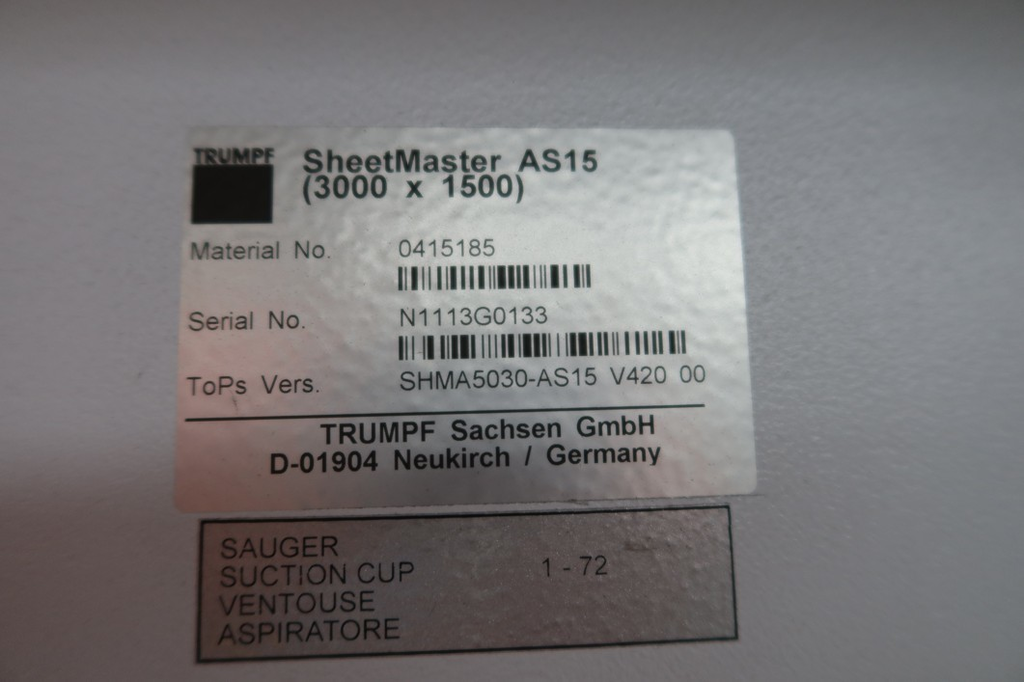 TRUMPF
SheetMaster AS15
(3000 x 1500)
Material No. 0415185
Serial No. N1113G0133
ToPs Vers. SHMA5030-AS15 V420 00
TRUMPF Sachsen GmbH
D-01904 Neukirch / Germany
SAUGER
SUCTION CUP 1 - 72
VENTOUSE
ASPIRATORE